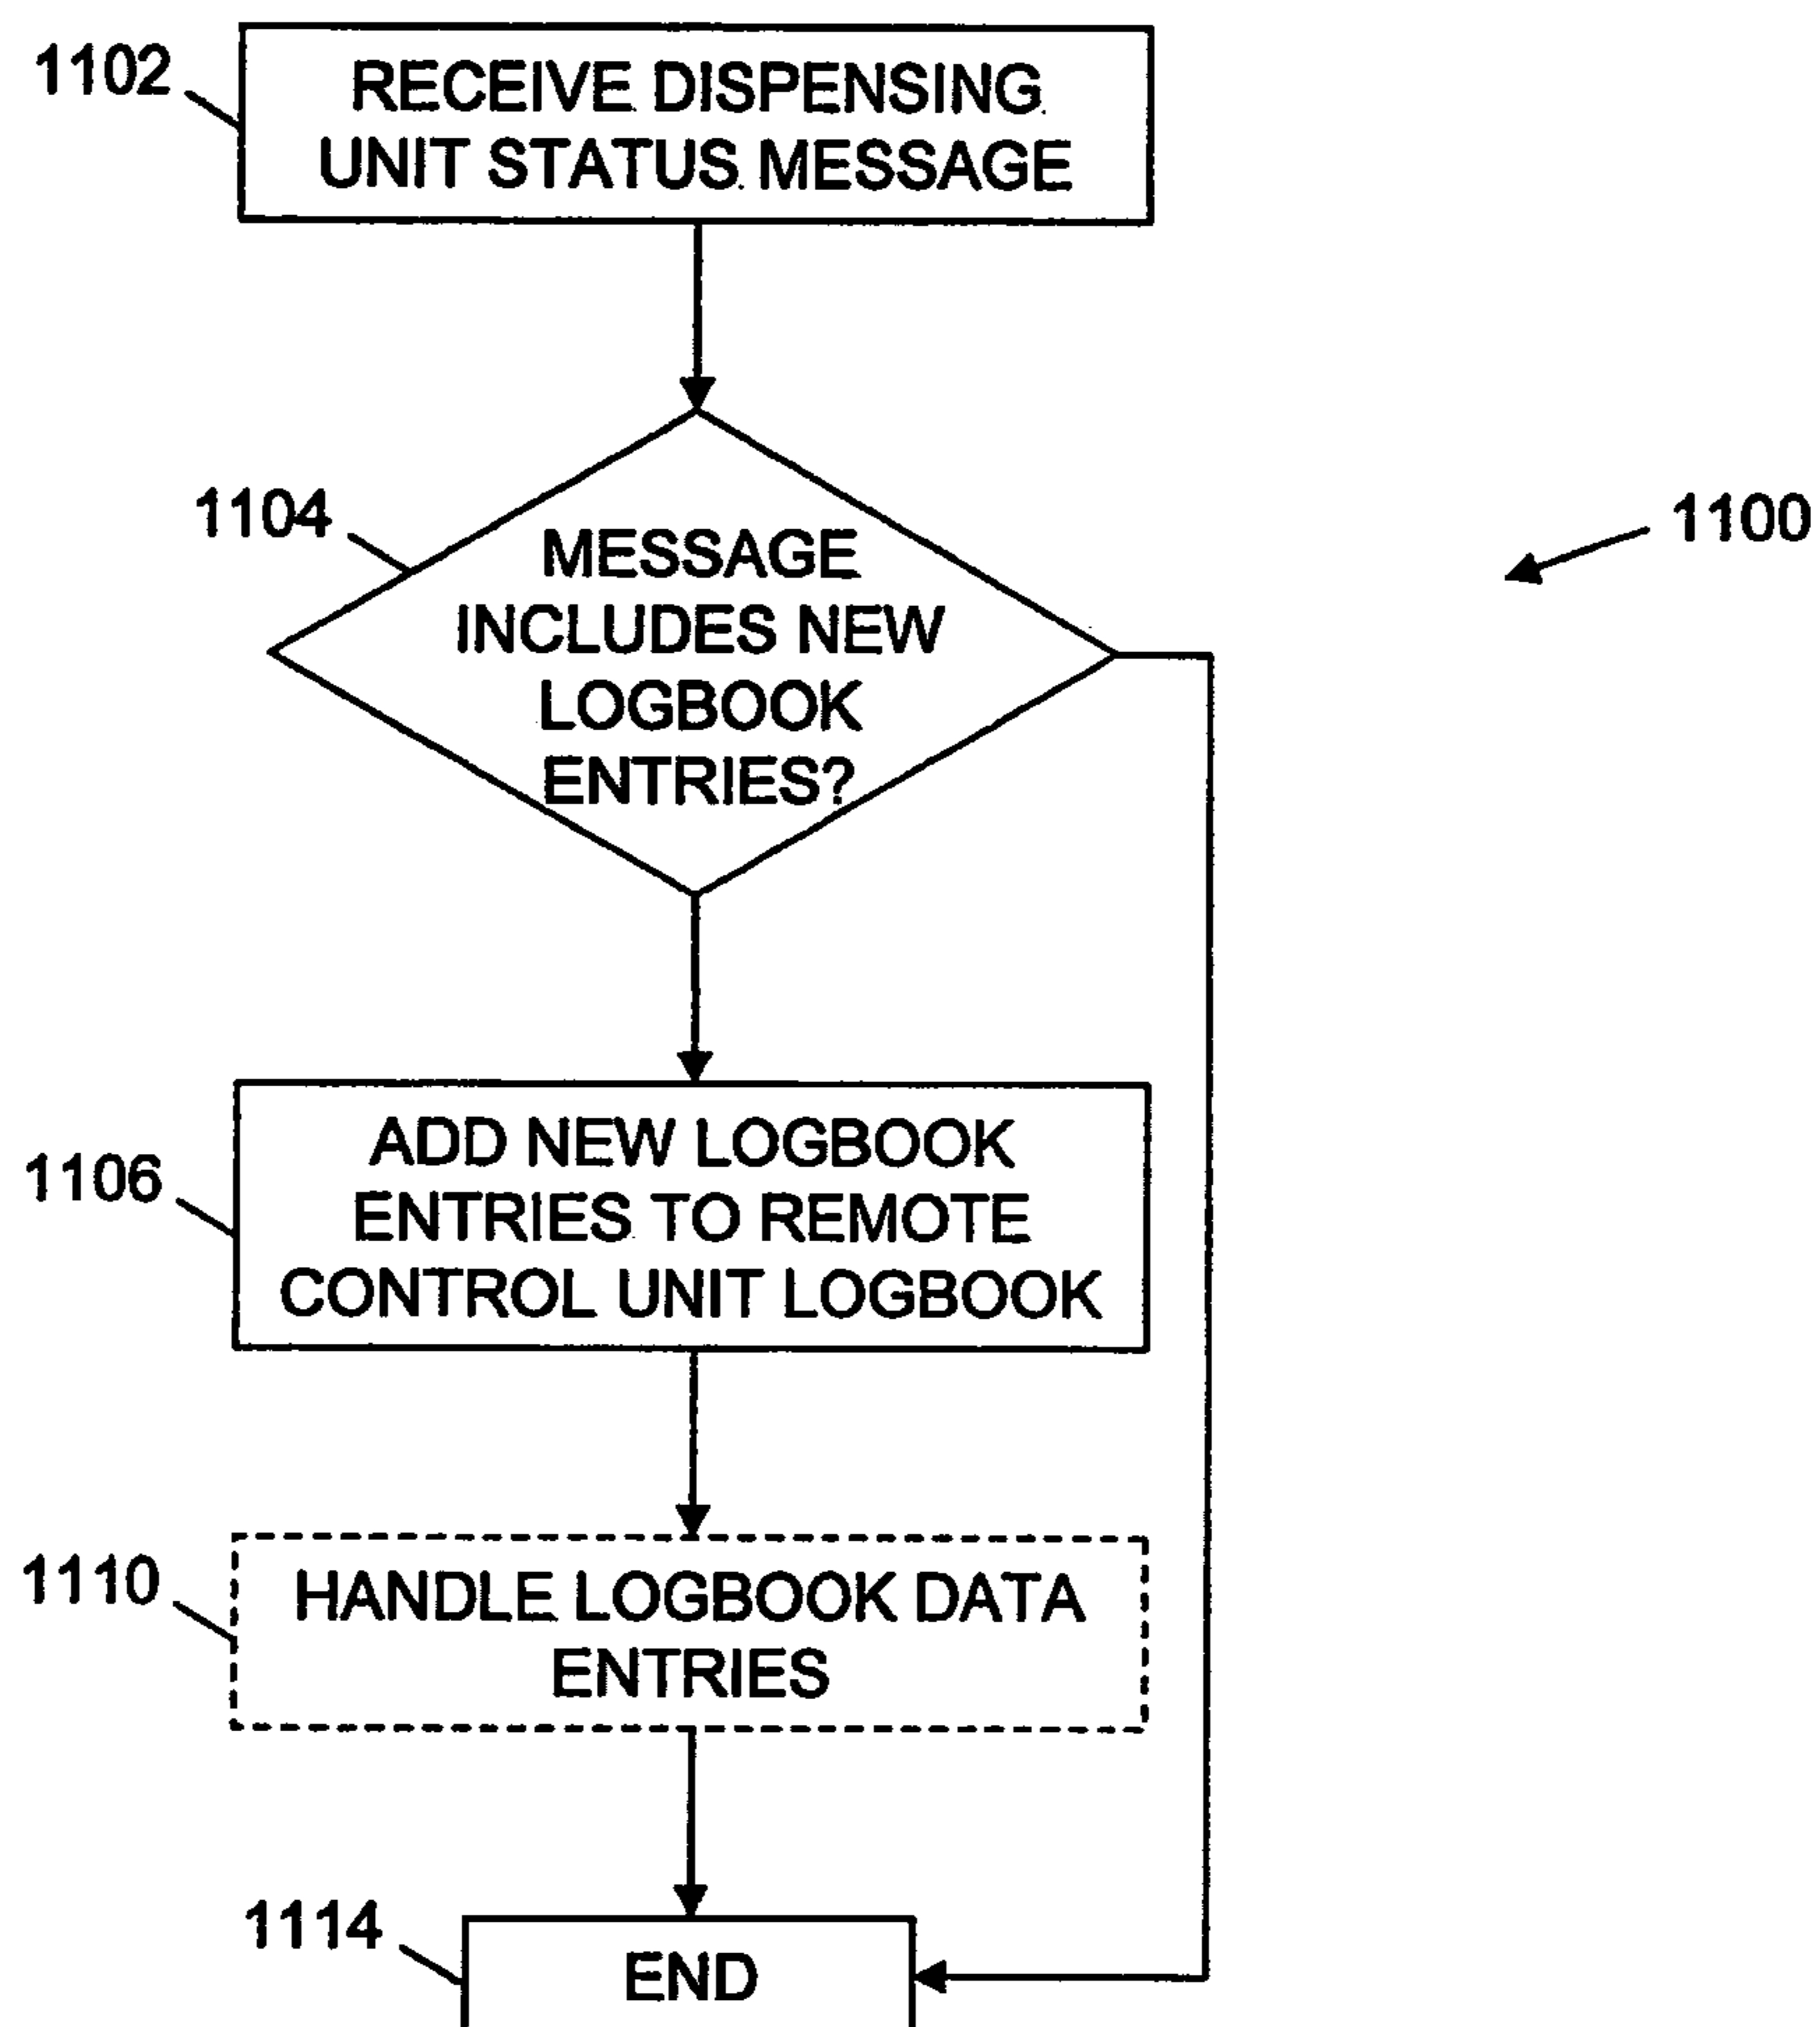 1102
RECEIVE DISPENSING
UNIT STATUS MESSAGE
1104
MESSAGE
INCLUDES NEW
LOGBOOK
ENTRIES?
1100
1106
ADD NEW LOGBOOK
ENTRIES TO REMOTE
CONTROL UNIT LOGBOOK
1110
HANDLE LOGBOOK DATA
ENTRIES
1114
END